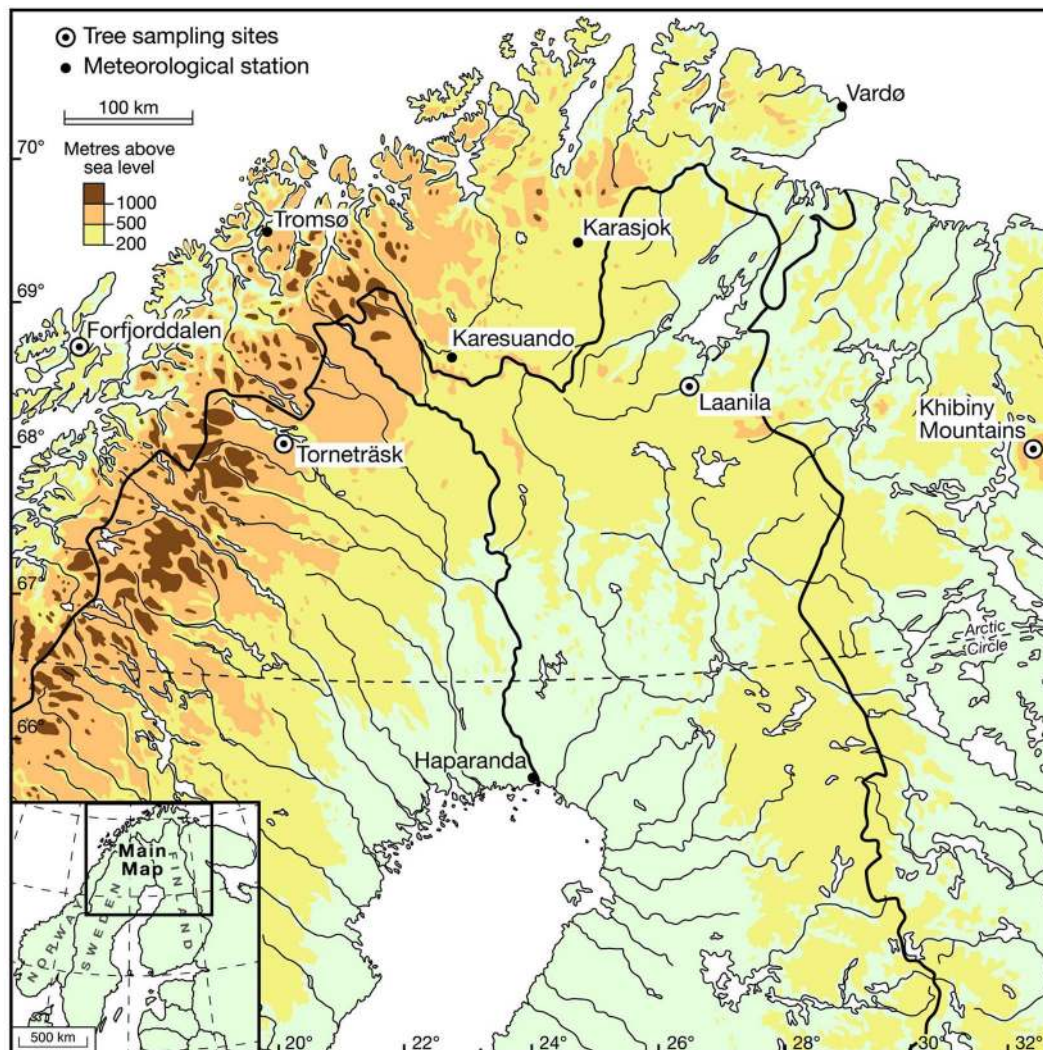 Tree sampling sites
Meteorological station
100 km
Metres above
sea level
1000
500
200
70°
69°
68°
67°
66°
Vardø
Tromsø
Karasjok
Forfjorddalen
Karesuando
Laanila
Khibiny
Mountains
Torneträsk
Arctic
Circle
Haparanda
Main
Map
NORWAY
SWEDEN
FINLAND
500 km
20°
22°
24°
26°
28°
30°
32°